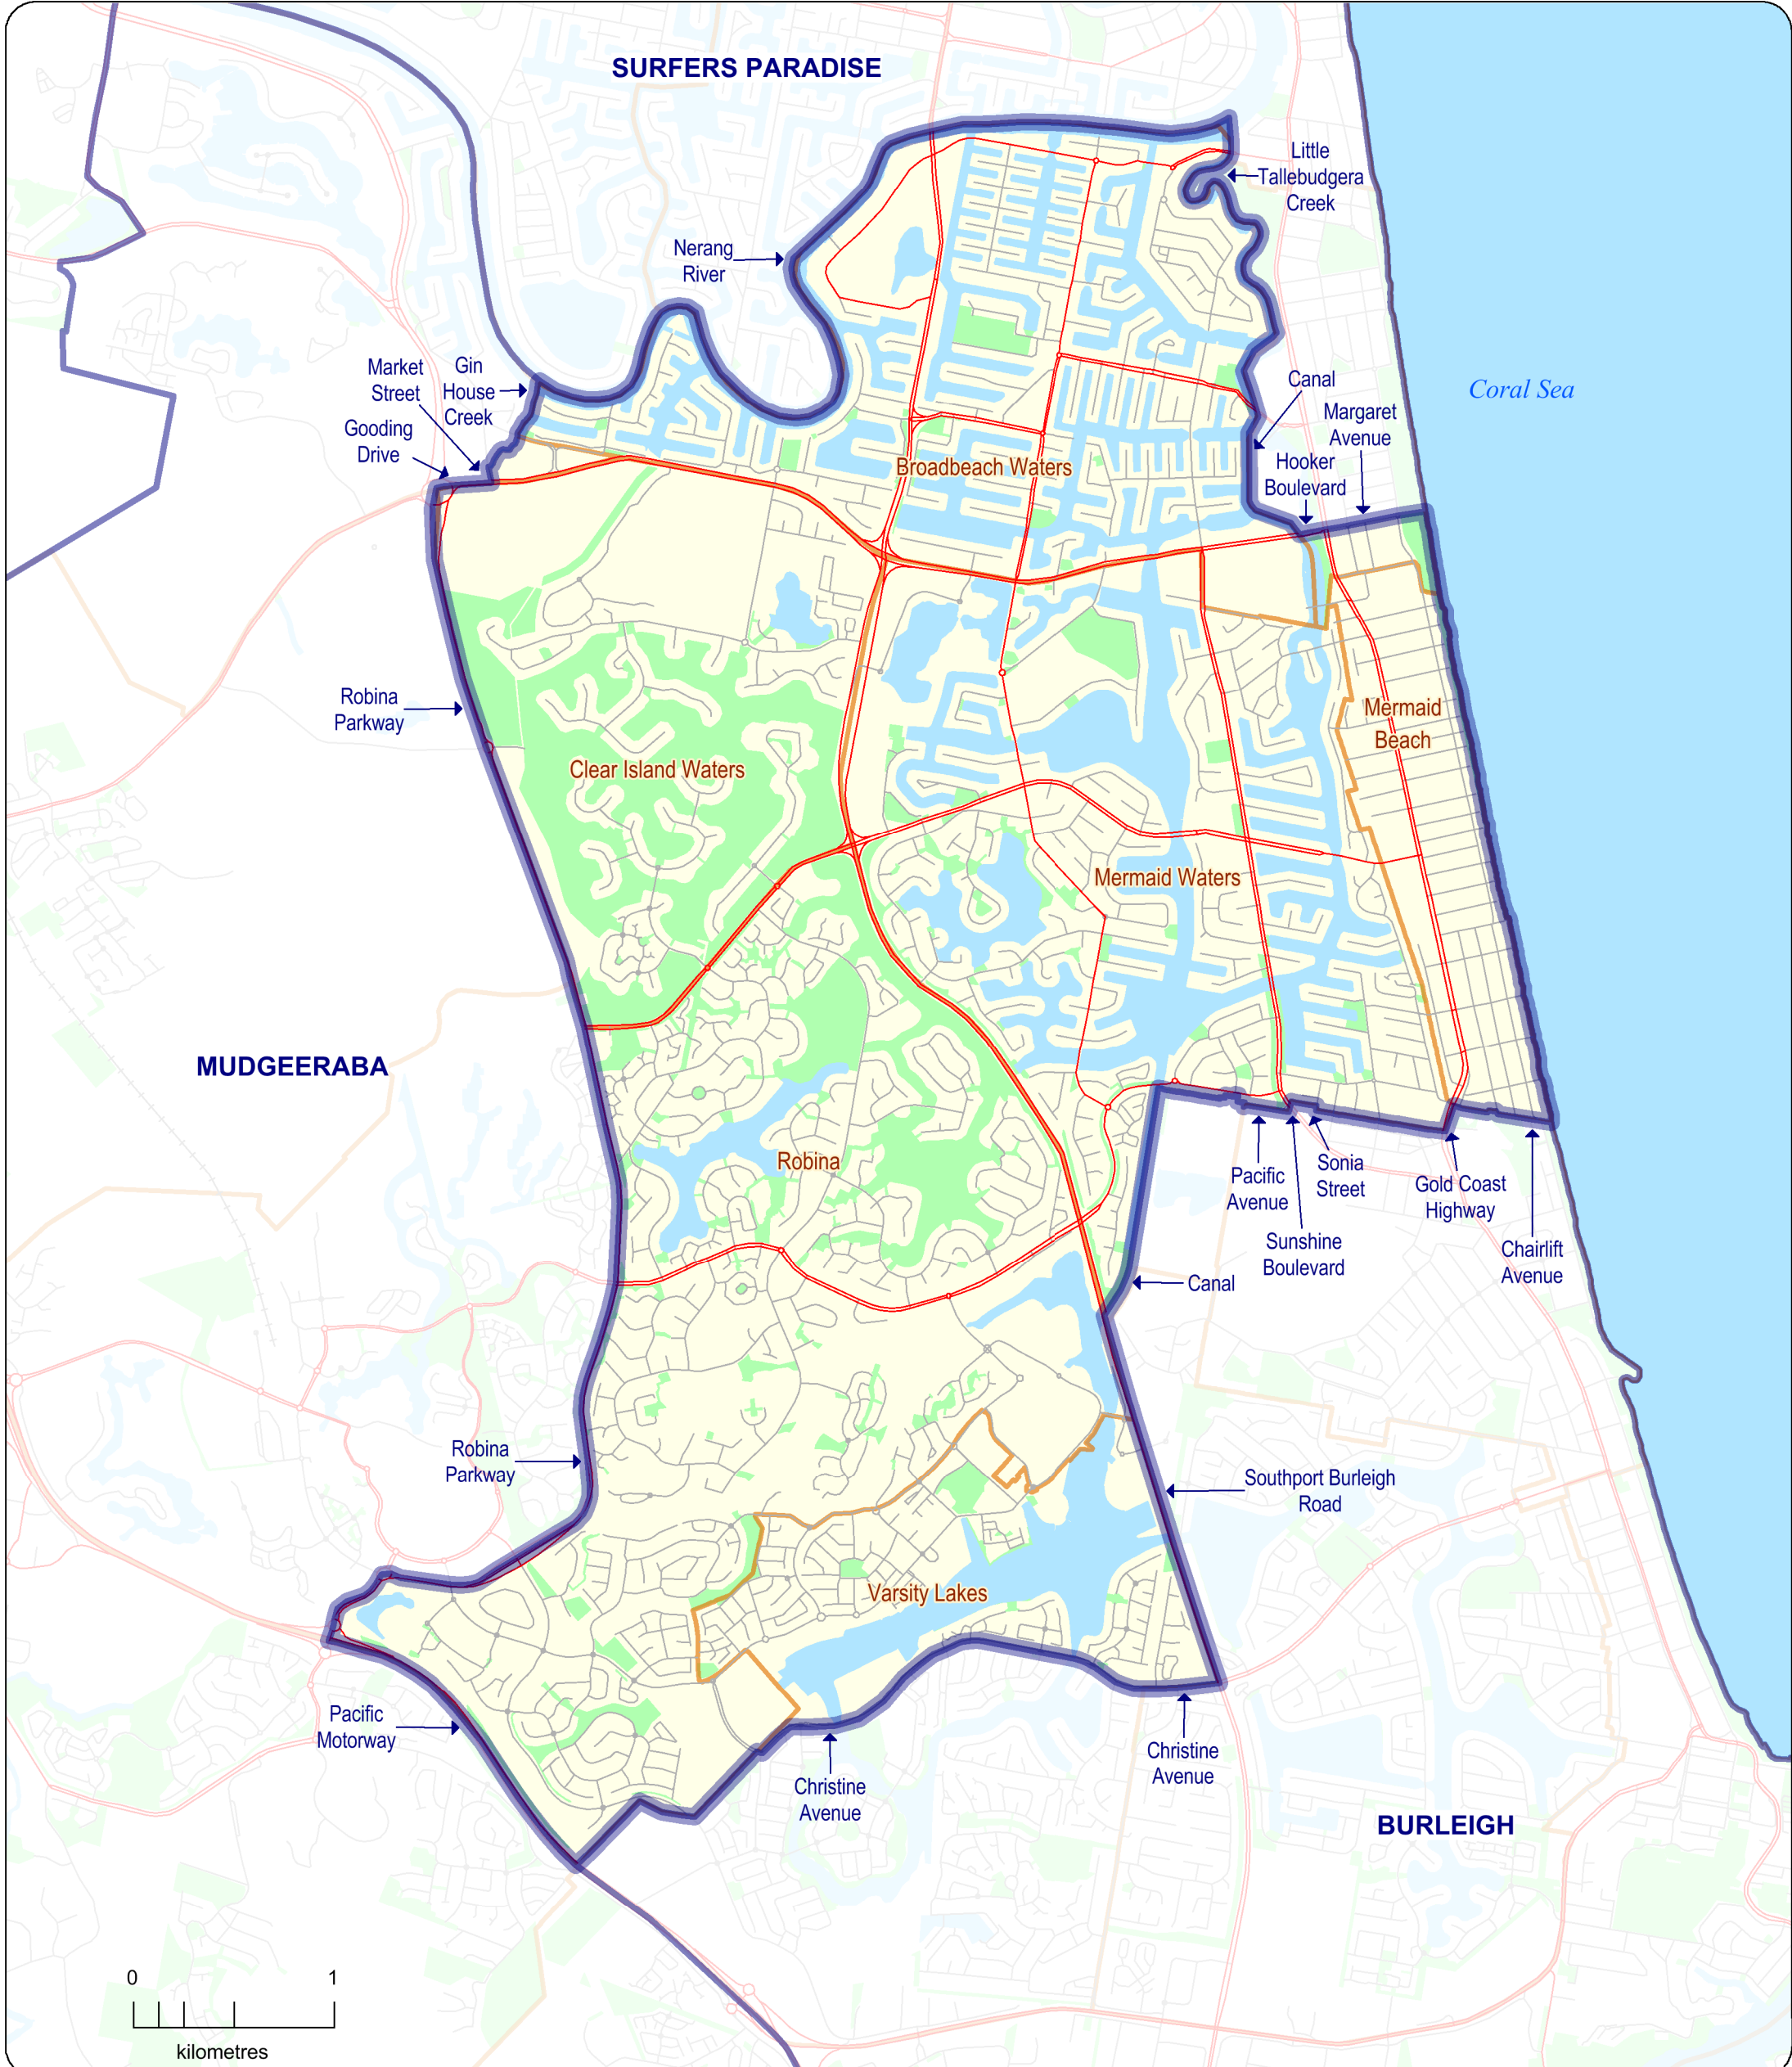 SURFERS PARADISE
Little
Tallebudgera
Creek
Nerang
River
Market
Street
Gin
House
Creek
Gooding
Drive
Coral Sea
Canal
Margaret
Avenue
Hooker
Boulevard
Broadbeach Waters
Robina
Parkway
Mermaid
Beach
Clear Island Waters
Mermaid Waters
MUDGEERABA
Robina
Pacific
Avenue
Sonia
Street
Gold Coast
Highway
Sunshine
Boulevard
Chairlift
Avenue
Canal
Robina
Parkway
Southport Burleigh
Road
Varsity Lakes
Pacific
Motorway
Christine
Avenue
Christine
Avenue
BURLEIGH
0 1
kilometres